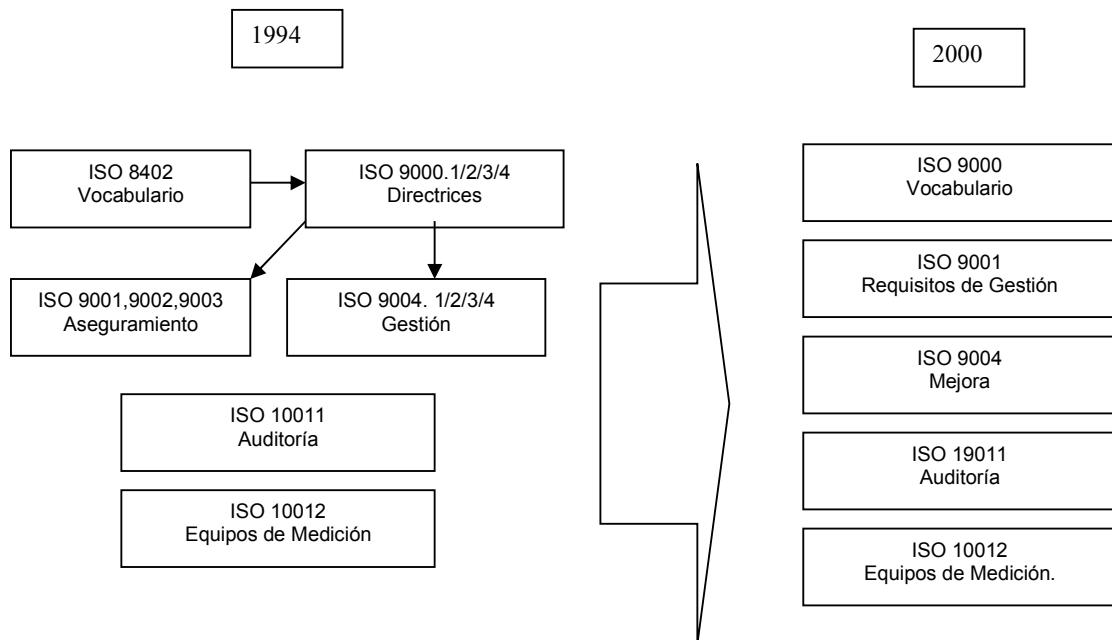 1994
2000
ISO 8402
Vocabulario
ISO 9000.1/2/3/4
Directrices
ISO 9001,9002,9003
Aseguramiento
ISO 9004. 1/2/3/4
Gestión
ISO 10011
Auditoría
ISO 10012
Equipos de Medición
ISO 9000
Vocabulario
ISO 9001
Requisitos de Gestión
ISO 9004
Mejora
ISO 19011
Auditoría
ISO 10012
Equipos de Medición.